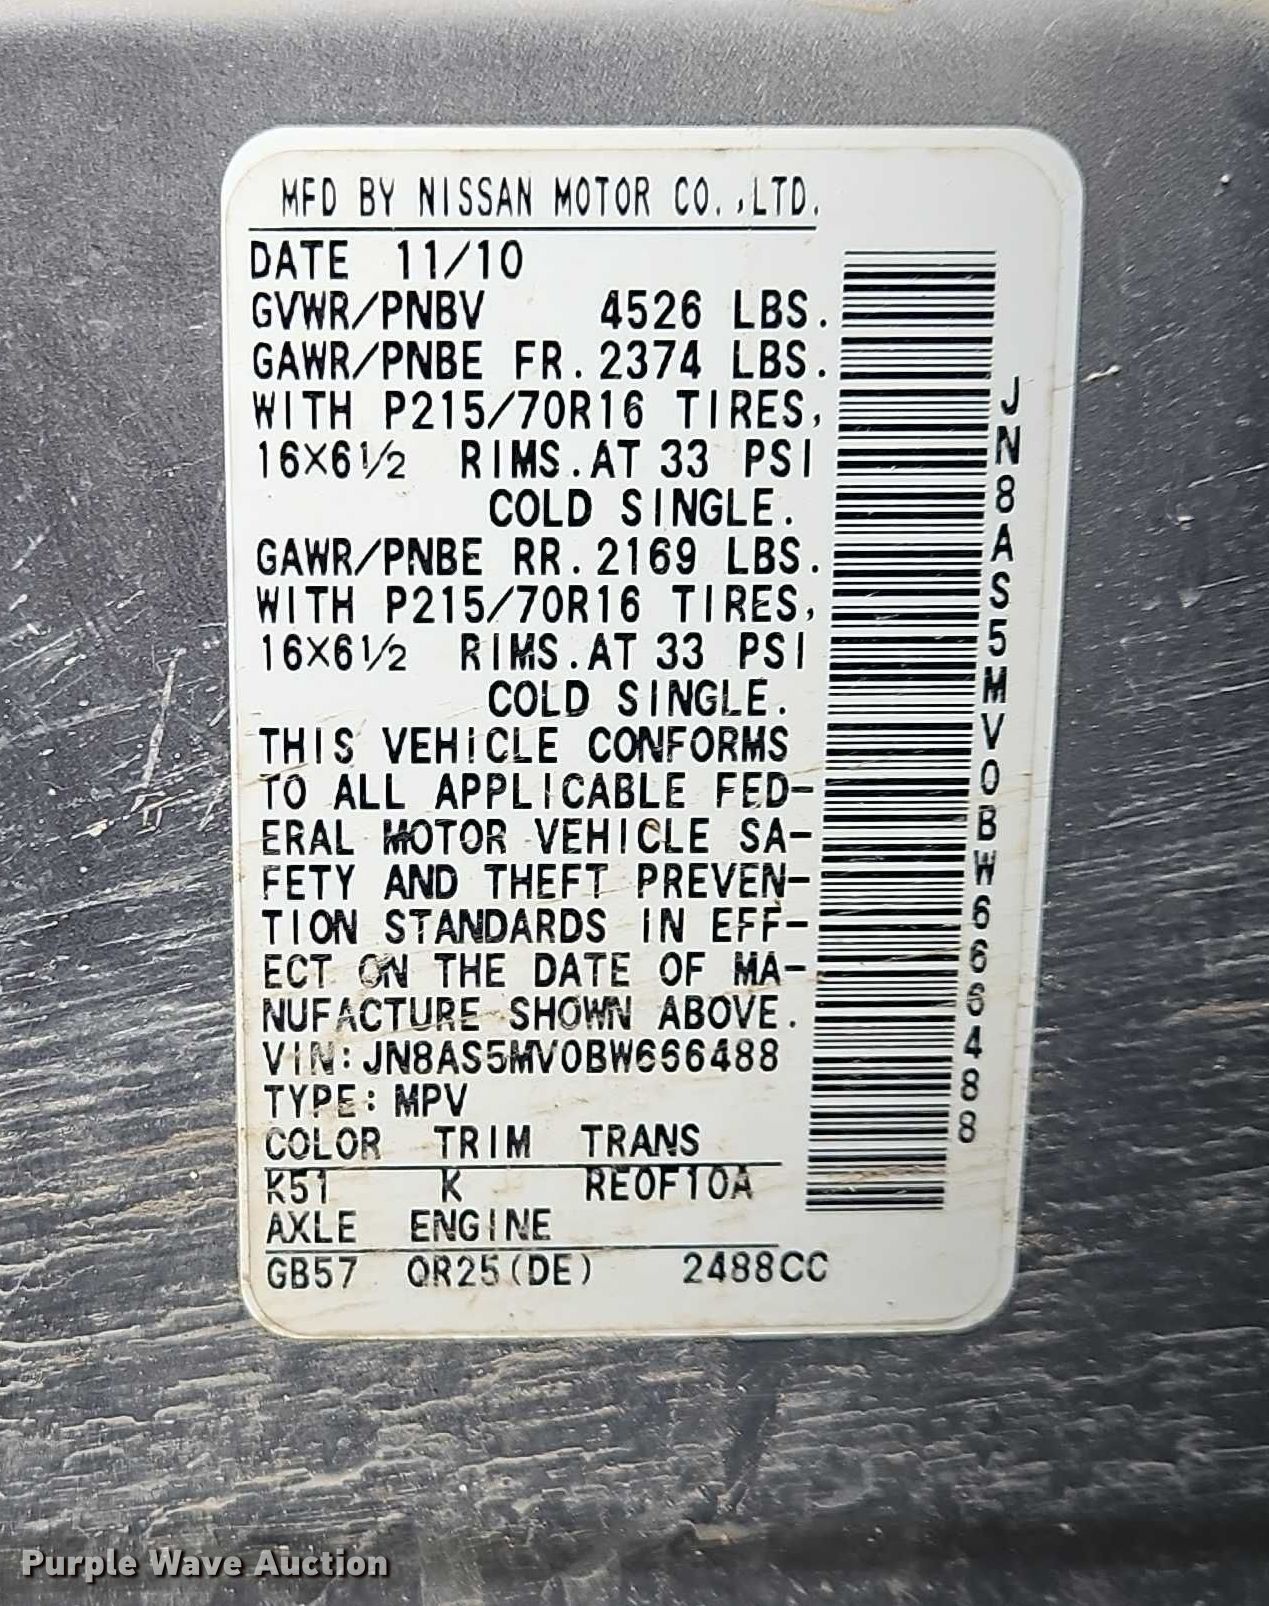 MFD BY NISSAN MOTOR CO.,LTD.
DATE 11/10
GVWR/PNBV 4526 LBS.
GAWR/PNBE FR. 2374 LBS.
WITH P215/70R16 TIRES,
16×6½ RIMS. AT 33 PSI
COLD SINGLE.
GAWR/PNBE RR. 2169 LBS.
WITH P215/70R16 TIRES,
16×6½ RIMS. AT 33 PSI
COLD SINGLE.
THIS VEHICLE CONFORMS
TO ALL APPLICABLE FED-
ERAL MOTOR VEHICLE SA-
FETY AND THEFT PREVEN-
TION STANDARDS IN EFF-
ECT ON THE DATE OF MA-
NUFACTURE SHOWN ABOVE.
VIN: JN8AS5MV0BW666488
TYPE: MPV
COLOR TRIM TRANS
K51 K RE0F10A
AXLE ENGINE
GB57 QR25(DE) 2488CC
JN8AS5MV0BW666488
Purple Wave Auction